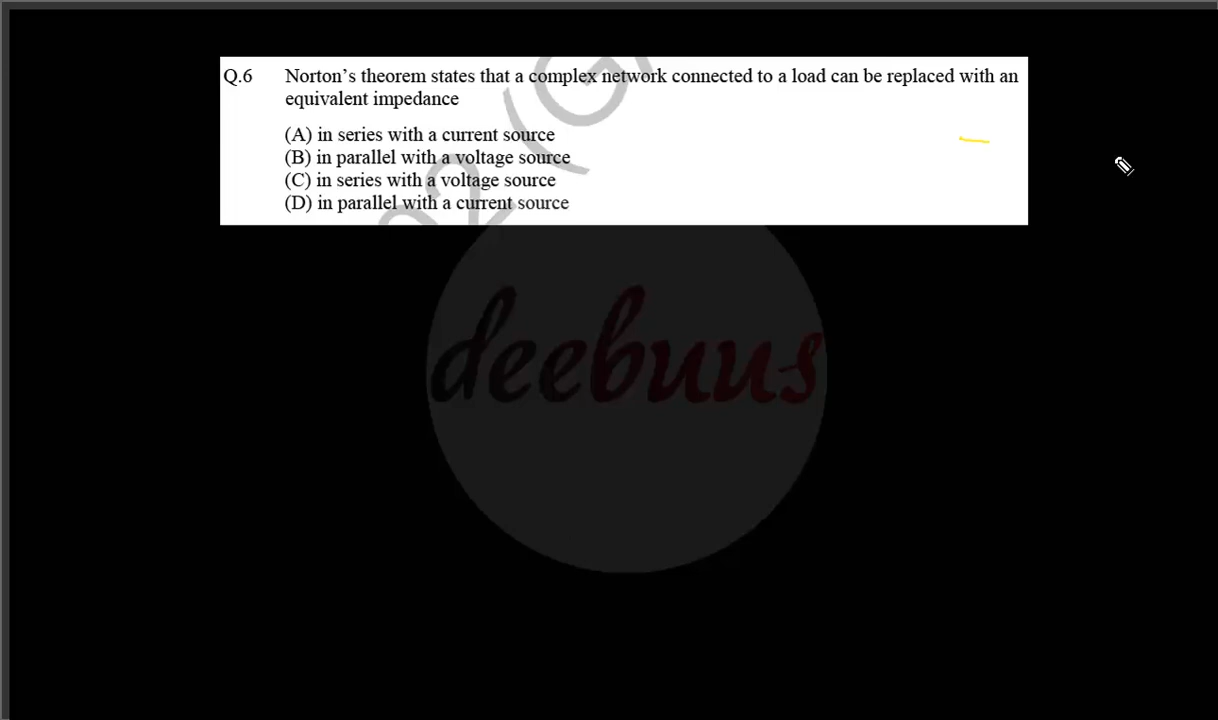 Q.6 Norton's theorem states that a complex network connected to a load can be replaced with an
equivalent impedance
(A) in series with a current source
(B) in parallel with a voltage source
(C) in series with a voltage source
(D) in parallel with a current source
deebuus